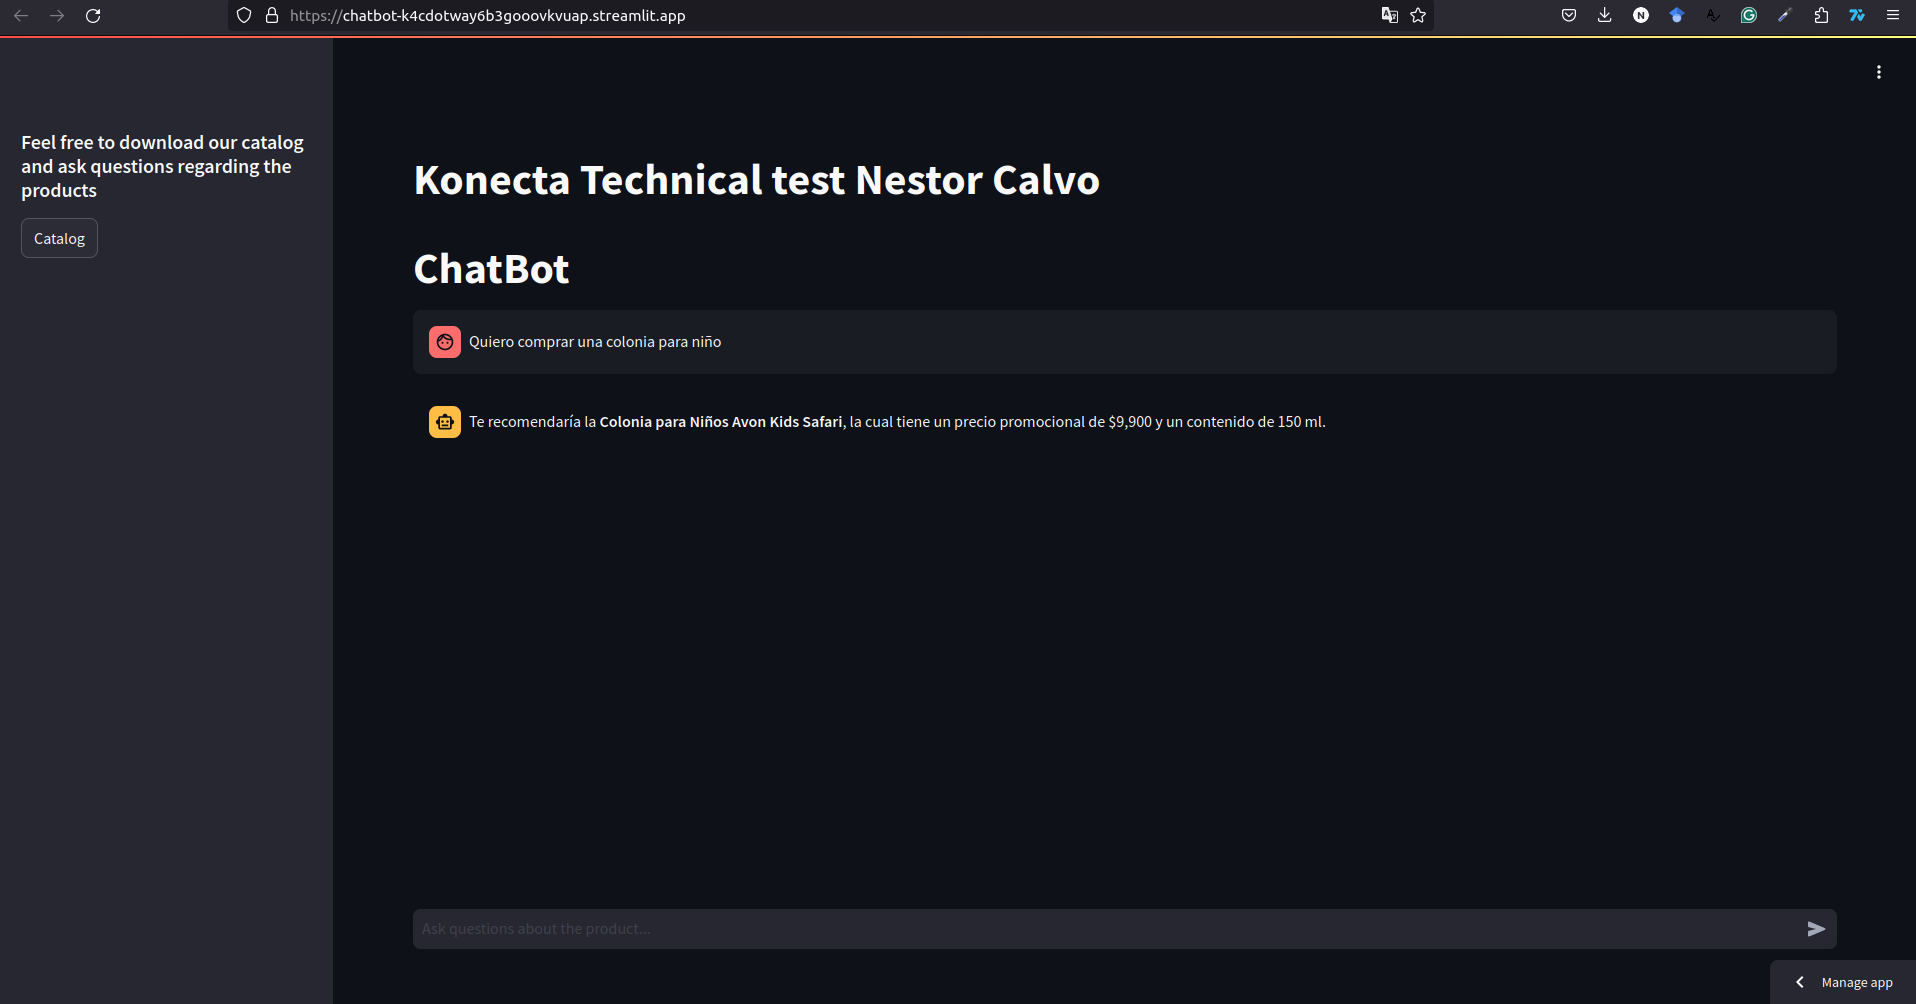 https://chatbot-k4cdotway6b3gooovkvuap.streamlit.app
Feel free to download our catalog
and ask questions regarding the
products
Catalog
Konecta Technical test Nestor Calvo
ChatBot
Quiero comprar una colonia para niño
Te recomendaría la Colonia para Niños Avon Kids Safari, la cual tiene un precio promocional de $9,900 y un contenido de 150 ml.
Ask questions about the product...
Manage app